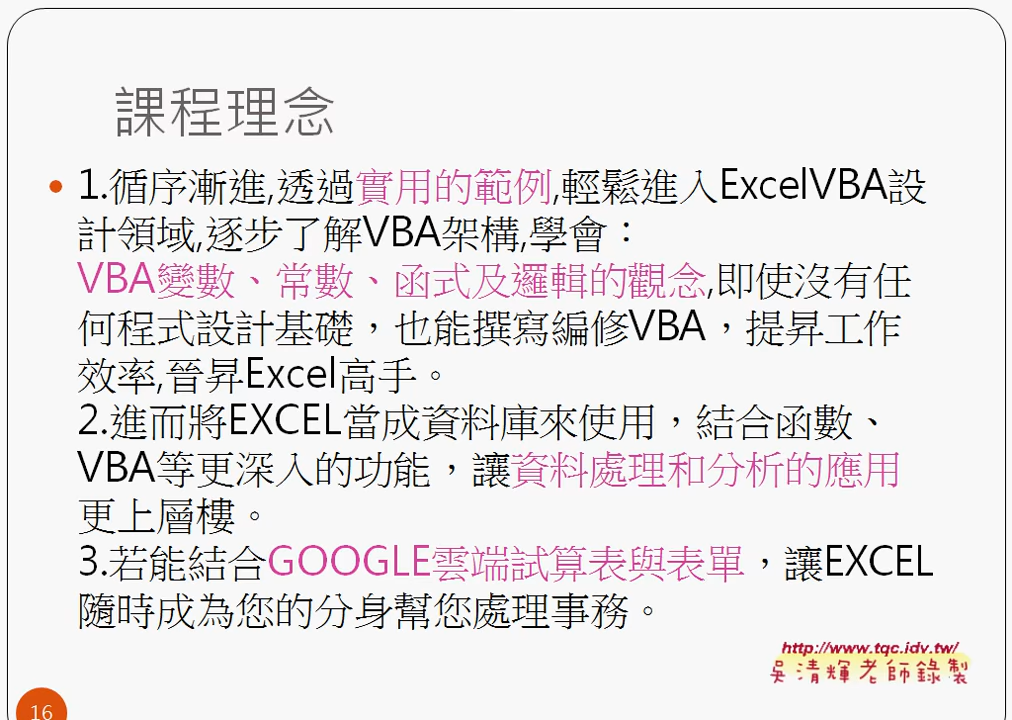 課程理念
• 1.循序漸進,透過實用的範例,輕鬆進入ExcelVBA設
計領域,逐步了解VBA架構,學會：
VBA變數、常數、函式及邏輯的觀念,即使沒有任
何程式設計基礎，也能撰寫編修VBA，提昇工作
效率,晉昇Excel高手。
2.進而將EXCEL當成資料庫來使用，結合函數、
VBA等更深入的功能，讓資料處理和分析的應用
更上層樓。
3.若能結合GOOGLE雲端試算表與表單，讓EXCEL
隨時成為您的分身幫您處理事務。
http://www.tqc.idv.tw/
吳清輝老師錄製
16